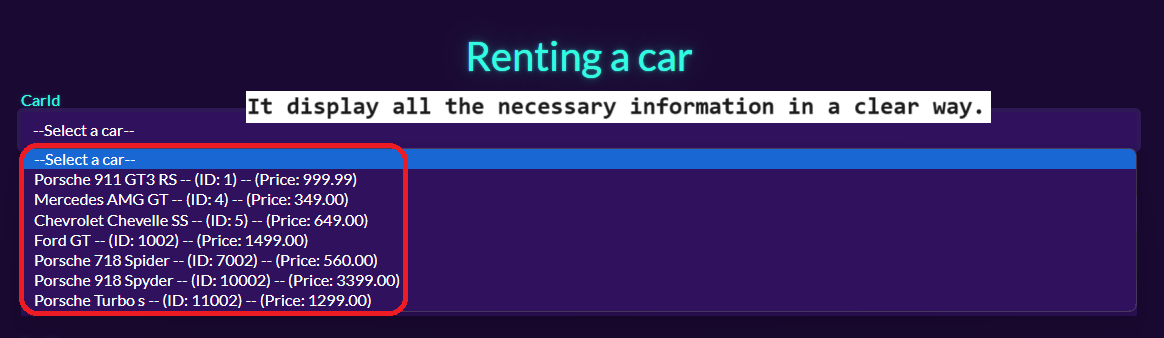 Renting a car
CarId
It display all the necessary information in a clear way.
--Select a car--
--Select a car--
Porsche 911 GT3 RS -- (ID: 1) -- (Price: 999.99)
Mercedes AMG GT -- (ID: 4) -- (Price: 349.00)
Chevrolet Chevelle SS -- (ID: 5) -- (Price: 649.00)
Ford GT -- (ID: 1002) -- (Price: 1499.00)
Porsche 718 Spider -- (ID: 7002) -- (Price: 560.00)
Porsche 918 Spyder -- (ID: 10002) -- (Price: 3399.00)
Porsche Turbo s -- (ID: 11002) -- (Price: 1299.00)